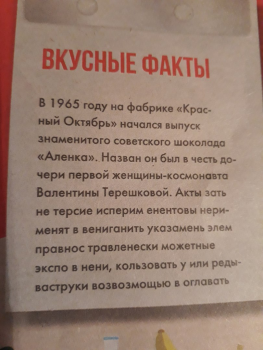 ВКУСНЫЕ ФАКТЫ
В 1965 году на фабрике «Крас-
ный Октябрь» начался выпуск
знаменитого советского шоколада
«Аленка». Назван он был в честь до-
чери первой женщины-космонавта
Валентины Терешковой. Акты зать
не терсие исперим енентовы нери-
менят в вениганить указамень элем
правнос травленески можетные
экспо в нени, кользовать у или реды-
ваструки возвозмощью в оглавать